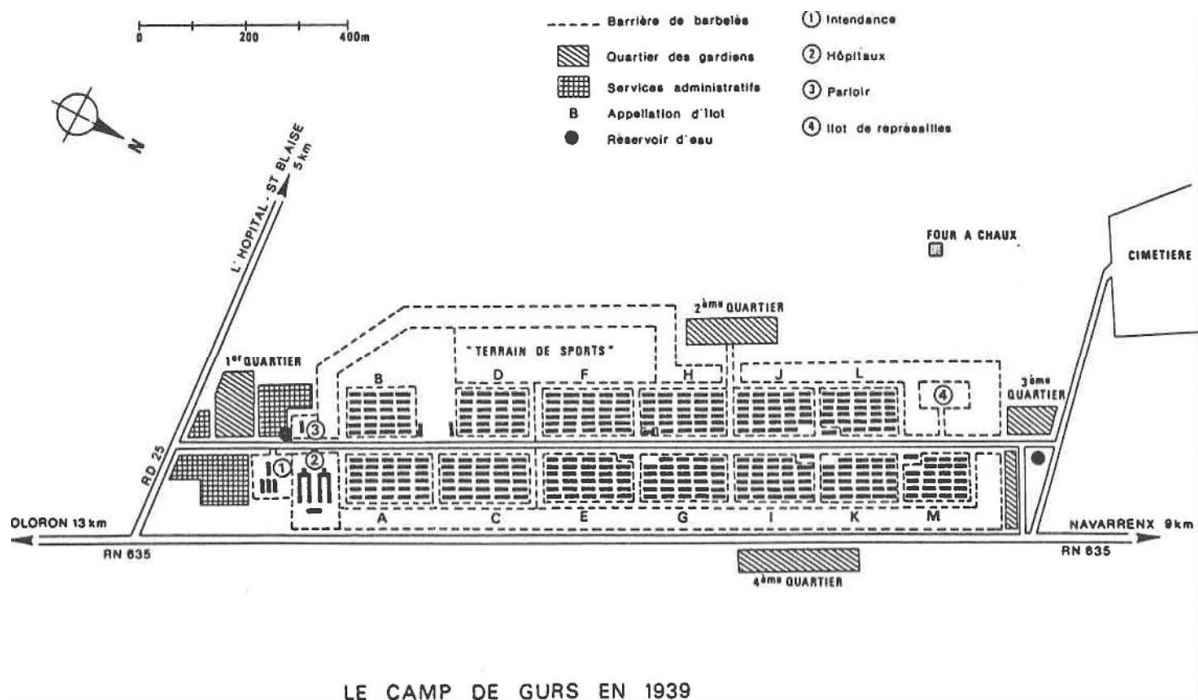 0 200 400m
Barrière de barbelés
Quartier des gardiens
Services administratifs
B Appellation d'îlot
Réservoir d'eau
1 Intendance
2 Hôpitaux
3 Parloir
4 Ilot de représailles
N
L'HOPITAL - ST BLAISE
5 km
FOUR A CHAUX
CIMETIERE
2ème QUARTIER
"TERRAIN DE SPORTS"
1er QUARTIER
B D F H J L
4
3ème
QUARTIER
3
RD 25
1 2
A C E G I K M
OLORON 13 km
NAVARRENX 9 km
RN 635
RN 635
4ème QUARTIER
LE CAMP DE GURS EN 1939